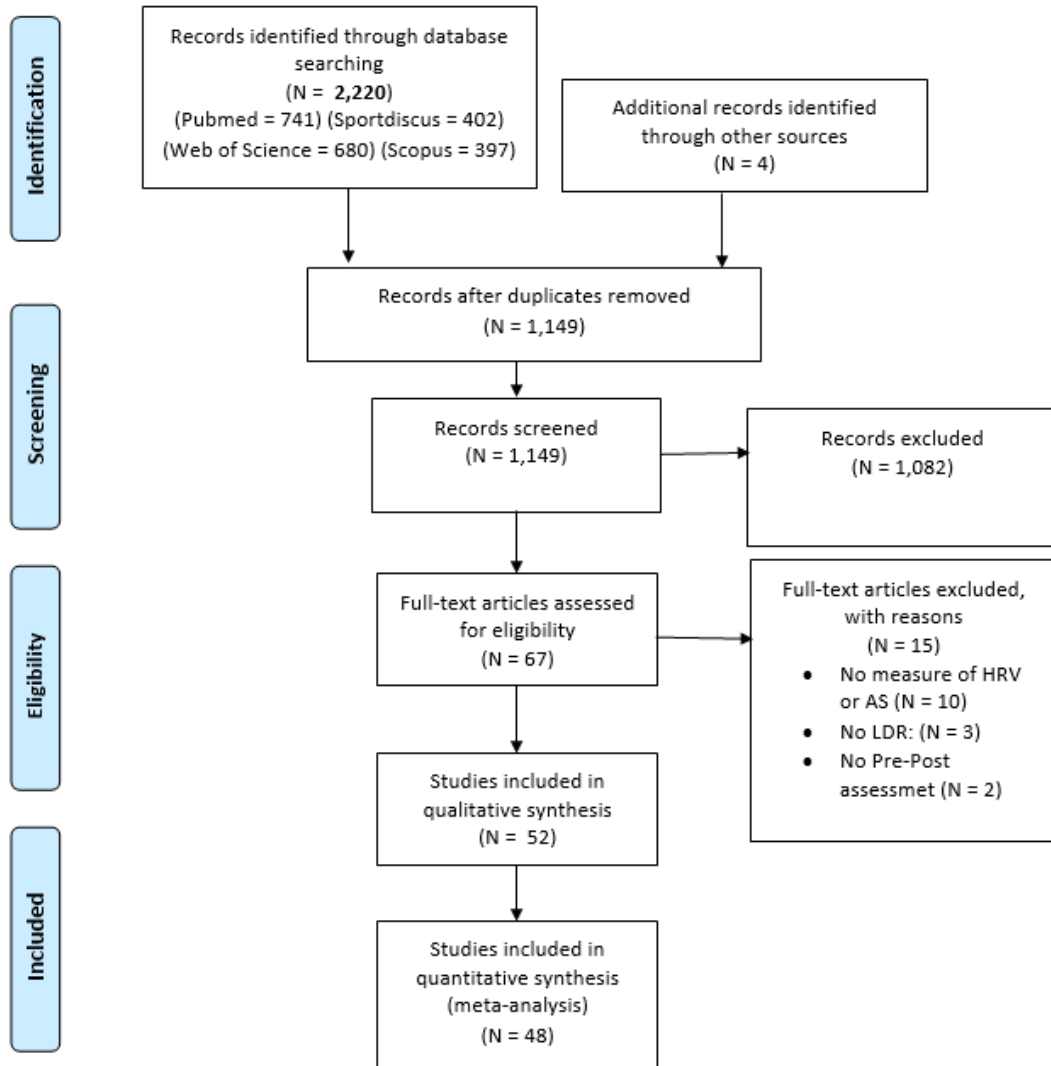 Identification
Records identified through database
searching
(N = 2,220)
(Pubmed = 741) (Sportdiscus = 402)
(Web of Science = 680) (Scopus = 397)
Additional records identified
through other sources
(N = 4)
Records after duplicates removed
(N = 1,149)
Screening
Records screened
(N = 1,149)
Records excluded
(N = 1,082)
Eligibility
Full-text articles assessed
for eligibility
(N = 67)
Full-text articles excluded,
with reasons
(N = 15)
● No measure of HRV
or AS (N = 10)
● No LDR: (N = 3)
● No Pre-Post
assessmet (N = 2)
Studies included in
qualitative synthesis
(N = 52)
Included
Studies included in
quantitative synthesis
(meta-analysis)
(N = 48)